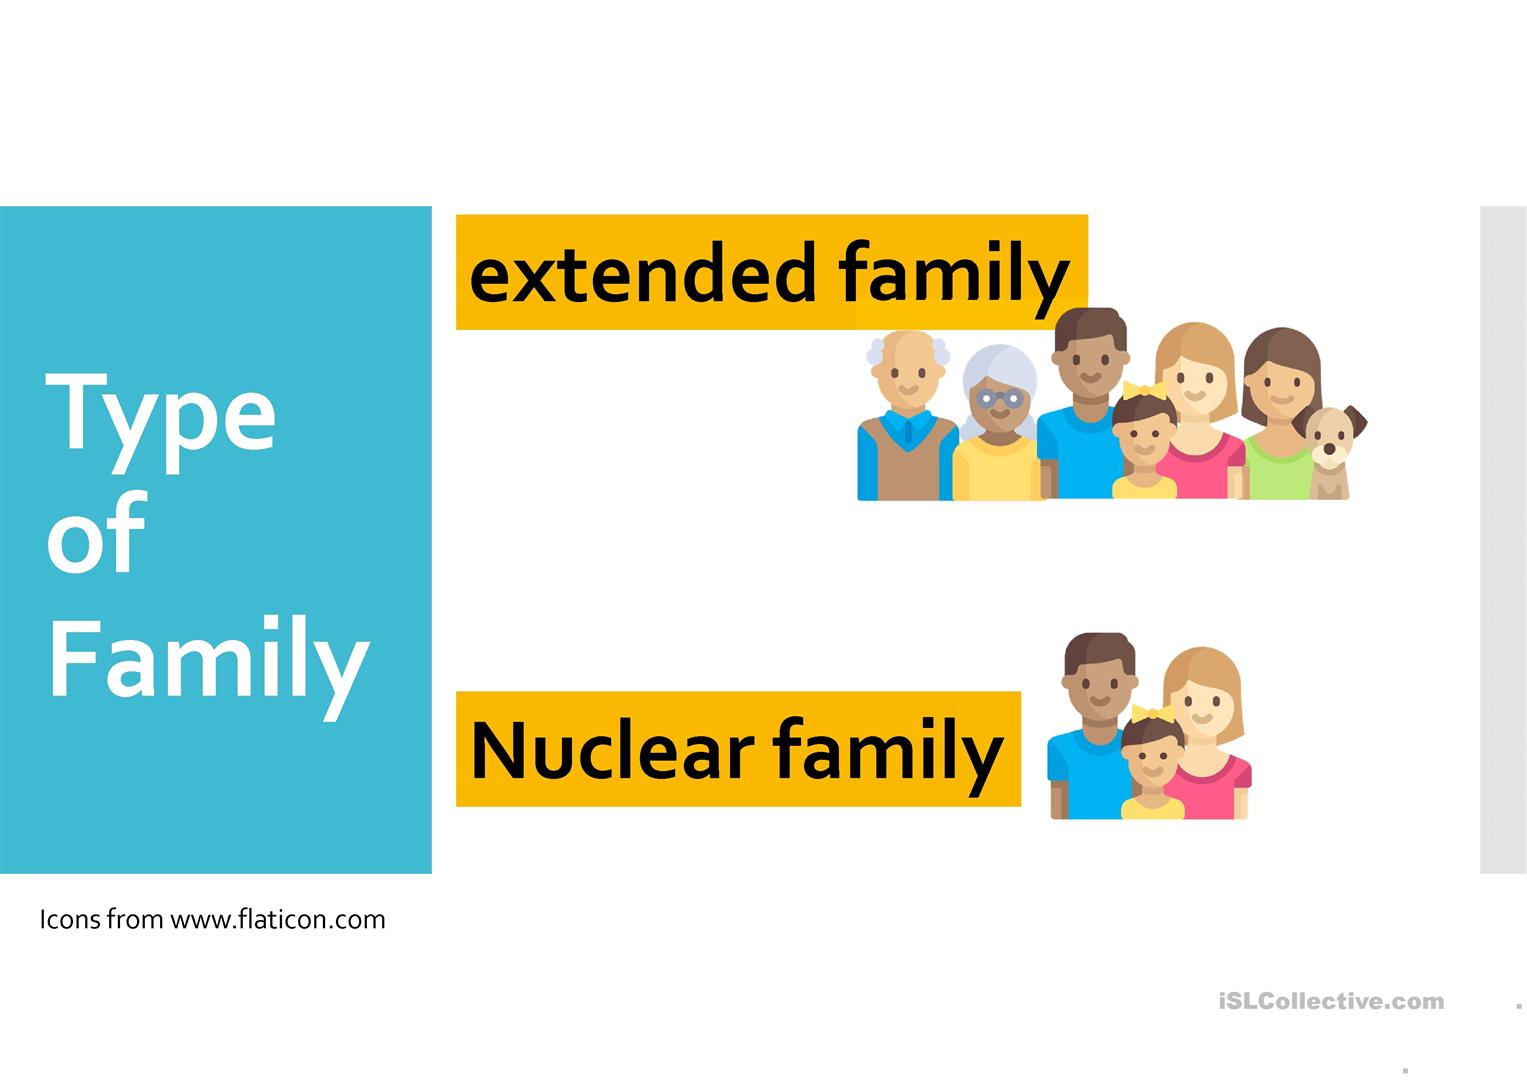 Type
of
Family
extended family
Nuclear family
Icons from www.flaticon.com
iSLCollective.com